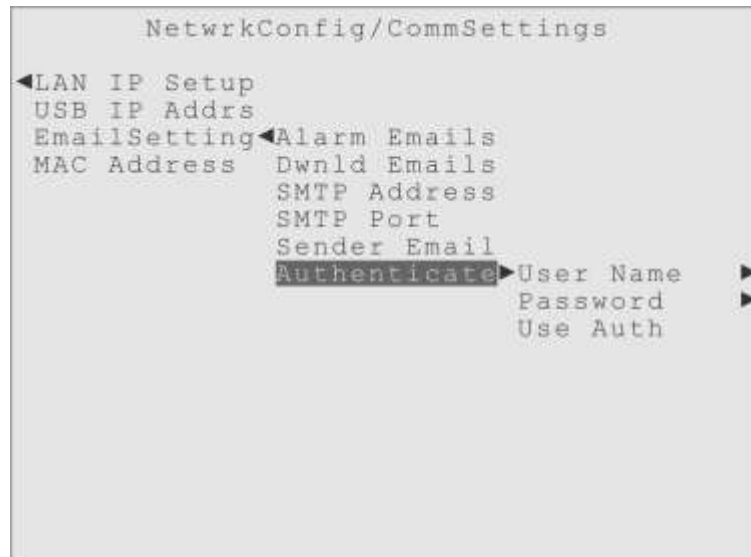 NetwrkConfig/CommSettings
◀LAN IP Setup
USB IP Addrs
EmailSetting◀Alarm Emails
MAC Address Dwnld Emails
SMTP Address
SMTP Port
Sender Email
Authenticate▶User Name ▶
Password ▶
Use Auth